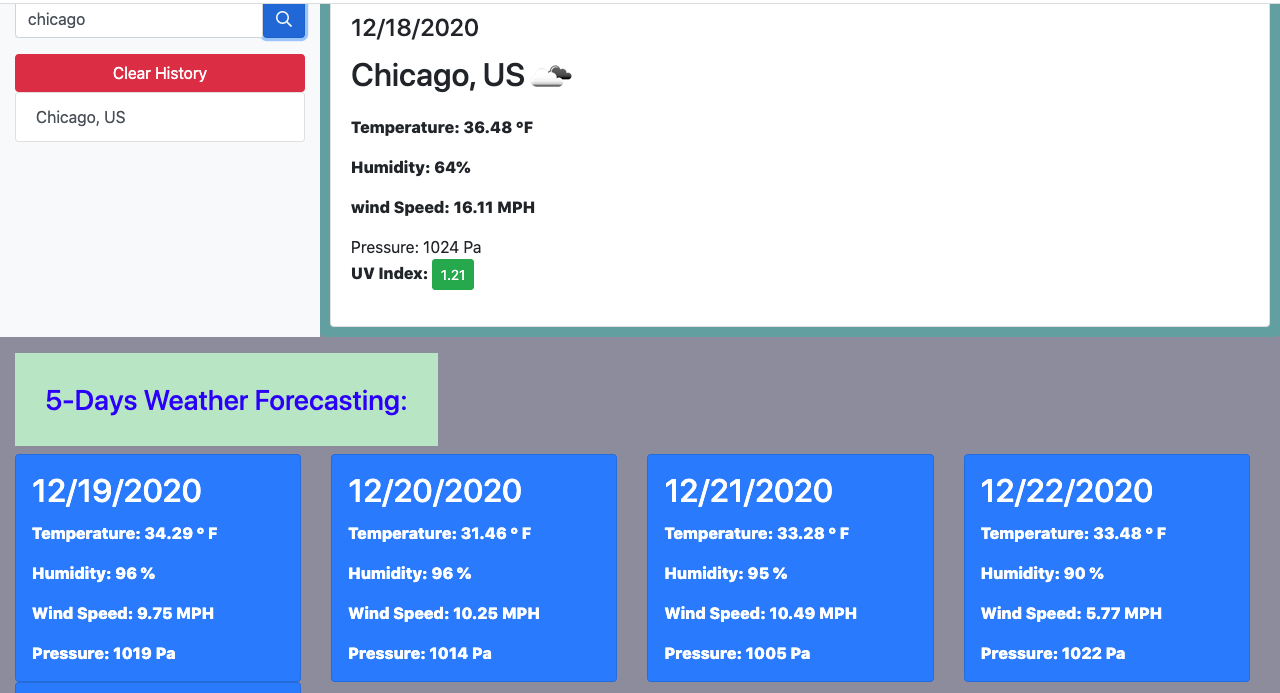 chicago
Clear History
Chicago, US
12/18/2020
Chicago, US
Temperature: 36.48 °F
Humidity: 64%
wind Speed: 16.11 MPH
Pressure: 1024 Pa
UV Index: 1.21
5-Days Weather Forecasting:
12/19/2020
Temperature: 34.29 ° F
Humidity: 96 %
Wind Speed: 9.75 MPH
Pressure: 1019 Pa
12/20/2020
Temperature: 31.46 ° F
Humidity: 96 %
Wind Speed: 10.25 MPH
Pressure: 1014 Pa
12/21/2020
Temperature: 33.28 ° F
Humidity: 95 %
Wind Speed: 10.49 MPH
Pressure: 1005 Pa
12/22/2020
Temperature: 33.48 ° F
Humidity: 90 %
Wind Speed: 5.77 MPH
Pressure: 1022 Pa